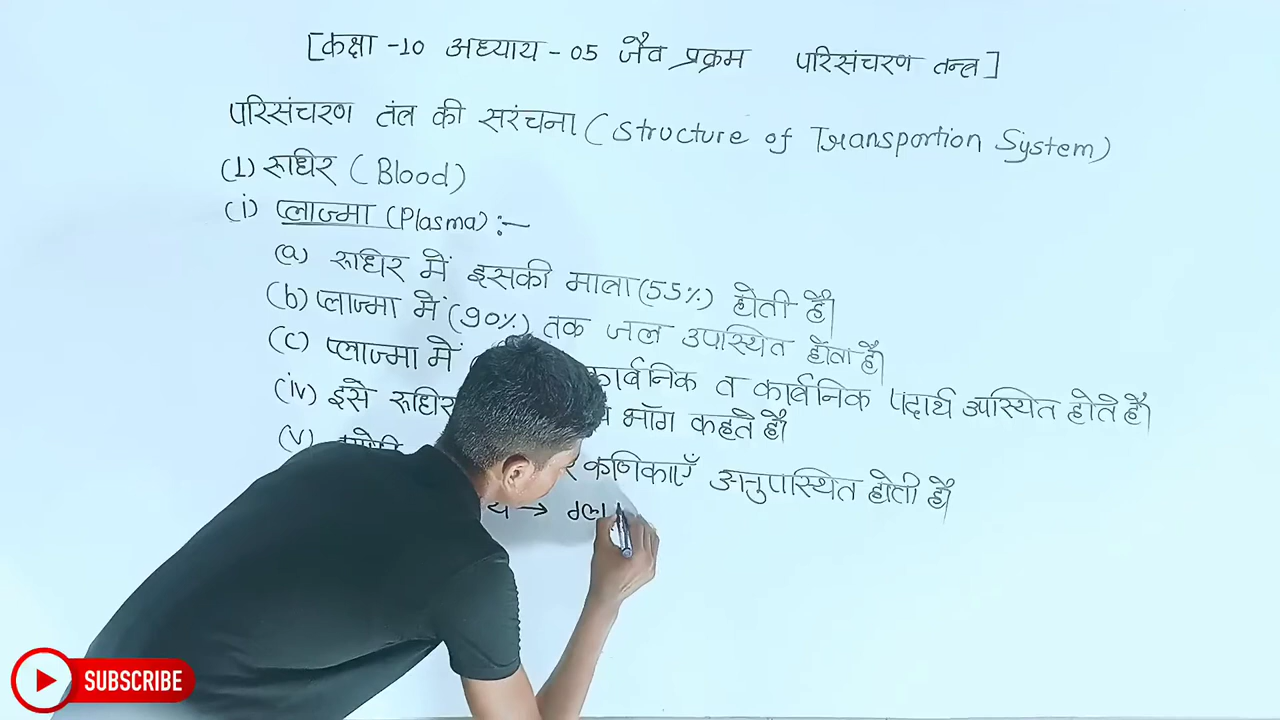 [कक्षा -10 अध्याय - 05 जैव प्रक्रम परिसंचरण तन्त्र]
परिसंचरण तंत्र की सरंचना (Structure of Transportion System)
(1) रूधिर (Blood)
(i) प्लाज्मा (Plasma) :-
(a) रूधिर में इसकी मात्रा (55%) होती है।
(b) प्लाज्मा में (90%) तक जल उपस्थित होता है।
(c) प्लाज्मा में कार्बनिक व कार्बनिक पदार्थ उपस्थित होते है।
(iv) इसे रूधिर भॉग कहते है।
(v) कणिकाएँ अनुपस्थित होती है।
→
SUBSCRIBE